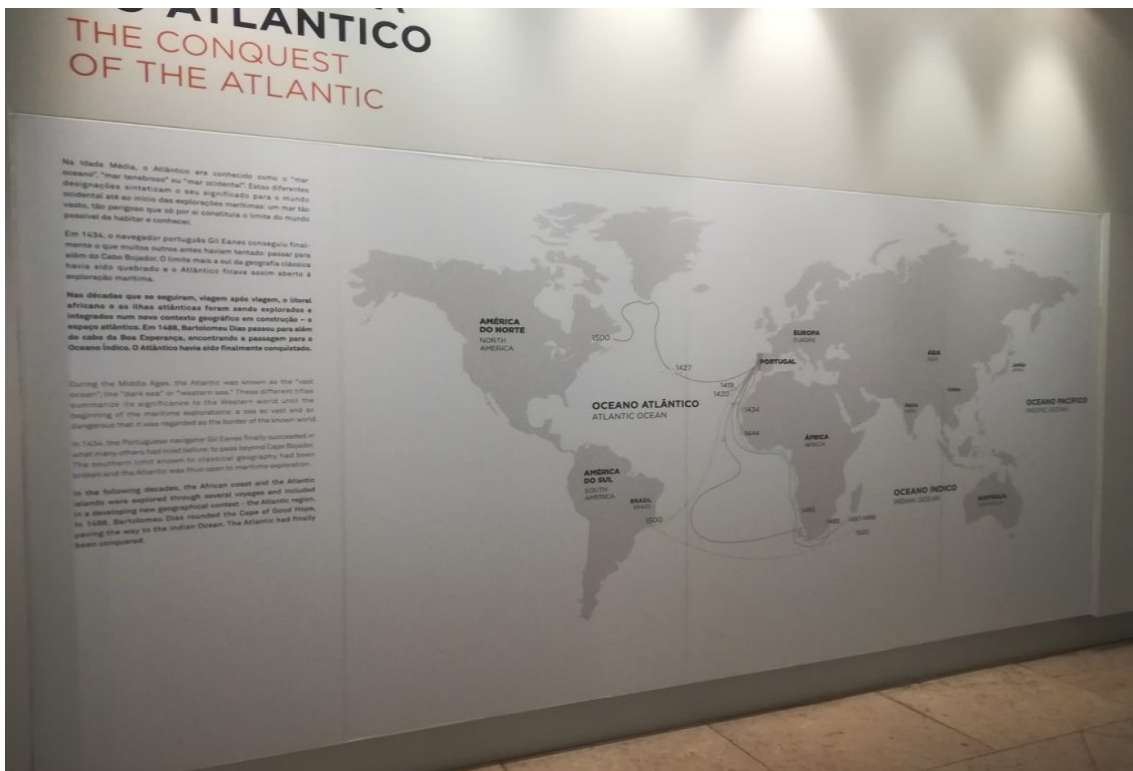 O ATLÂNTICO
THE CONQUEST
OF THE ATLANTIC
Na Idade Média, o Atlântico era conhecido como o "mar
oceano", "mar tenebroso" ou "mar ocidental". Estas diferentes
designações sintetizam o seu significado para o mundo
ocidental até ao início das explorações marítimas: um mar tão
vasto, tão perigoso que só por si constituía o limite do mundo
possível de habitar e conhecer.
Em 1434, o navegador português Gil Eanes conseguiu final-
mente o que muitos outros antes haviam tentado: passar para
além do Cabo Bojador. O limite mais a sul da geografia clássica
havia sido quebrado e o Atlântico ficava assim aberto à
exploração marítima.
Nas décadas que se seguiram, viagem após viagem, o litoral
africano e as ilhas atlânticas foram sendo explorados e
integrados num novo contexto geográfico em construção – o
espaço atlântico. Em 1488, Bartolomeu Dias passou para além
do cabo da Boa Esperança, encontrando a passagem para o
Oceano Índico. O Atlântico havia sido finalmente conquistado.
During the Middle Ages, the Atlantic was known as the "vast
ocean", the "dark sea" or "western sea." These different titles
summarize its significance to the Western world until the
beginning of the maritime explorations: a sea so vast and so
dangerous that it was regarded as the border of the known world.
In 1434, the Portuguese navigator Gil Eanes finally succeeded in
what many others had tried before: to pass beyond Cape Bojador.
The southern limit known to classical geography had been
broken and the Atlantic was thus open to maritime exploration.
In the following decades, the African coast and the Atlantic
islands were explored through several voyages and included
in a developing new geographical context - the Atlantic region.
In 1488, Bartolomeu Dias rounded the Cape of Good Hope,
paving the way to the Indian Ocean. The Atlantic had finally
been conquered.
AMÉRICA
DO NORTE
NORTH
AMERICA
1500
1427
EUROPA
EUROPE
PORTUGAL
1419
1420
1434
1444
OCEANO ATLÂNTICO
ATLANTIC OCEAN
ÁFRICA
AFRICA
ÁSIA
ASIA
OCEANO PACÍFICO
PACIFIC OCEAN
AMÉRICA
DO SUL
SOUTH
AMERICA
BRASIL
BRAZIL
1500
OCEANO ÍNDICO
INDIAN OCEAN
AUSTRÁLIA
AUSTRALIA
1488
1497-1498
1500